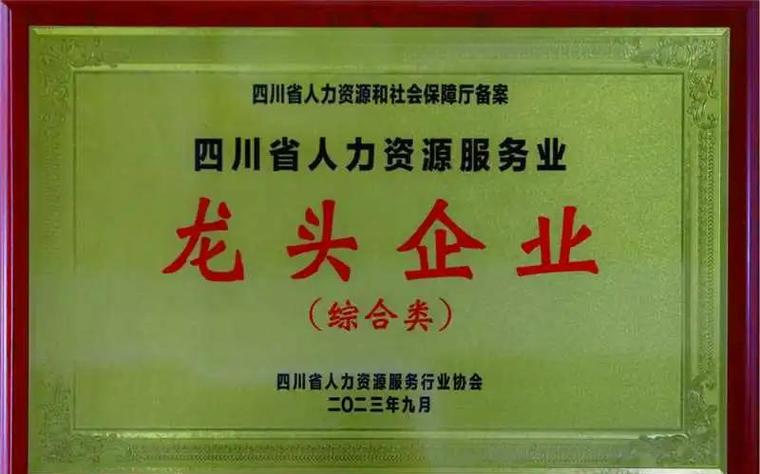 四川省人力资源和社会保障厅备案
四川省人力资源服务业
龙头企业
（综合类）
四川省人力资源服务行业协会
二〇二三年九月